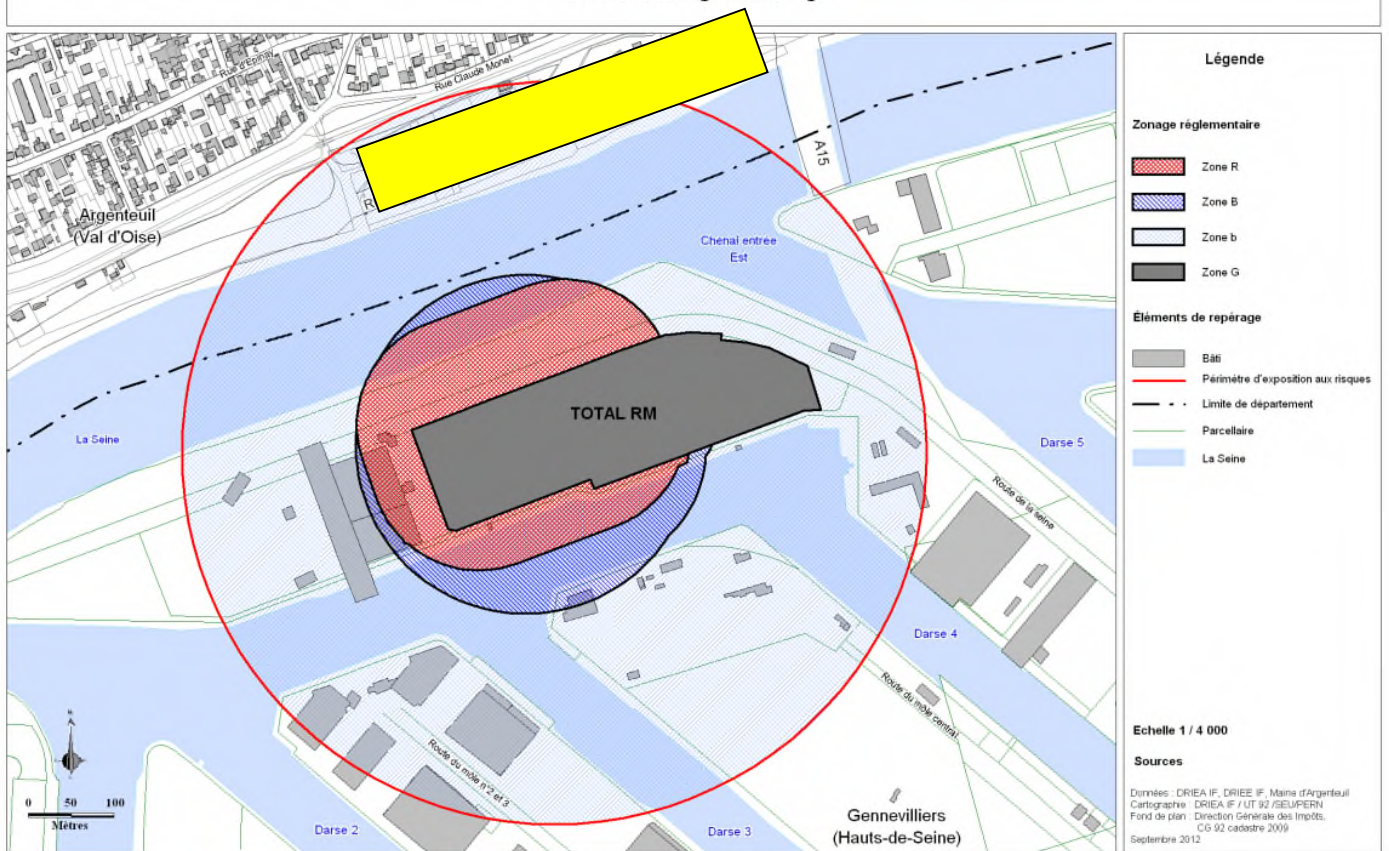 Rue d'Epinay
Rue Claude Monet
A15
R
Argenteuil
(Val d'Oise)
Chenal entrée
Est
TOTAL RM
La Seine
Darse 5
Route de la seine
Darse 4
Route du môle central
Route du môle n°2 et 3
Darse 2
Darse 3
Gennevilliers
(Hauts-de-Seine)
N
0 50 100
Mètres
Légende
Zonage réglementaire
Zone R
Zone B
Zone b
Zone G
Éléments de repérage
Bâti
Périmètre d'exposition aux risques
Limite de département
Parcellaire
La Seine
Echelle 1 / 4 000
Sources
Données : DRIEA IF, DRIEE IF, Mairie d'Argenteuil
Cartographie : DRIEA IF / UT 92 /SEU/PERN
Fond de plan : Direction Générale des Impôts,
CG 92 cadastre 2009
Septembre 2012